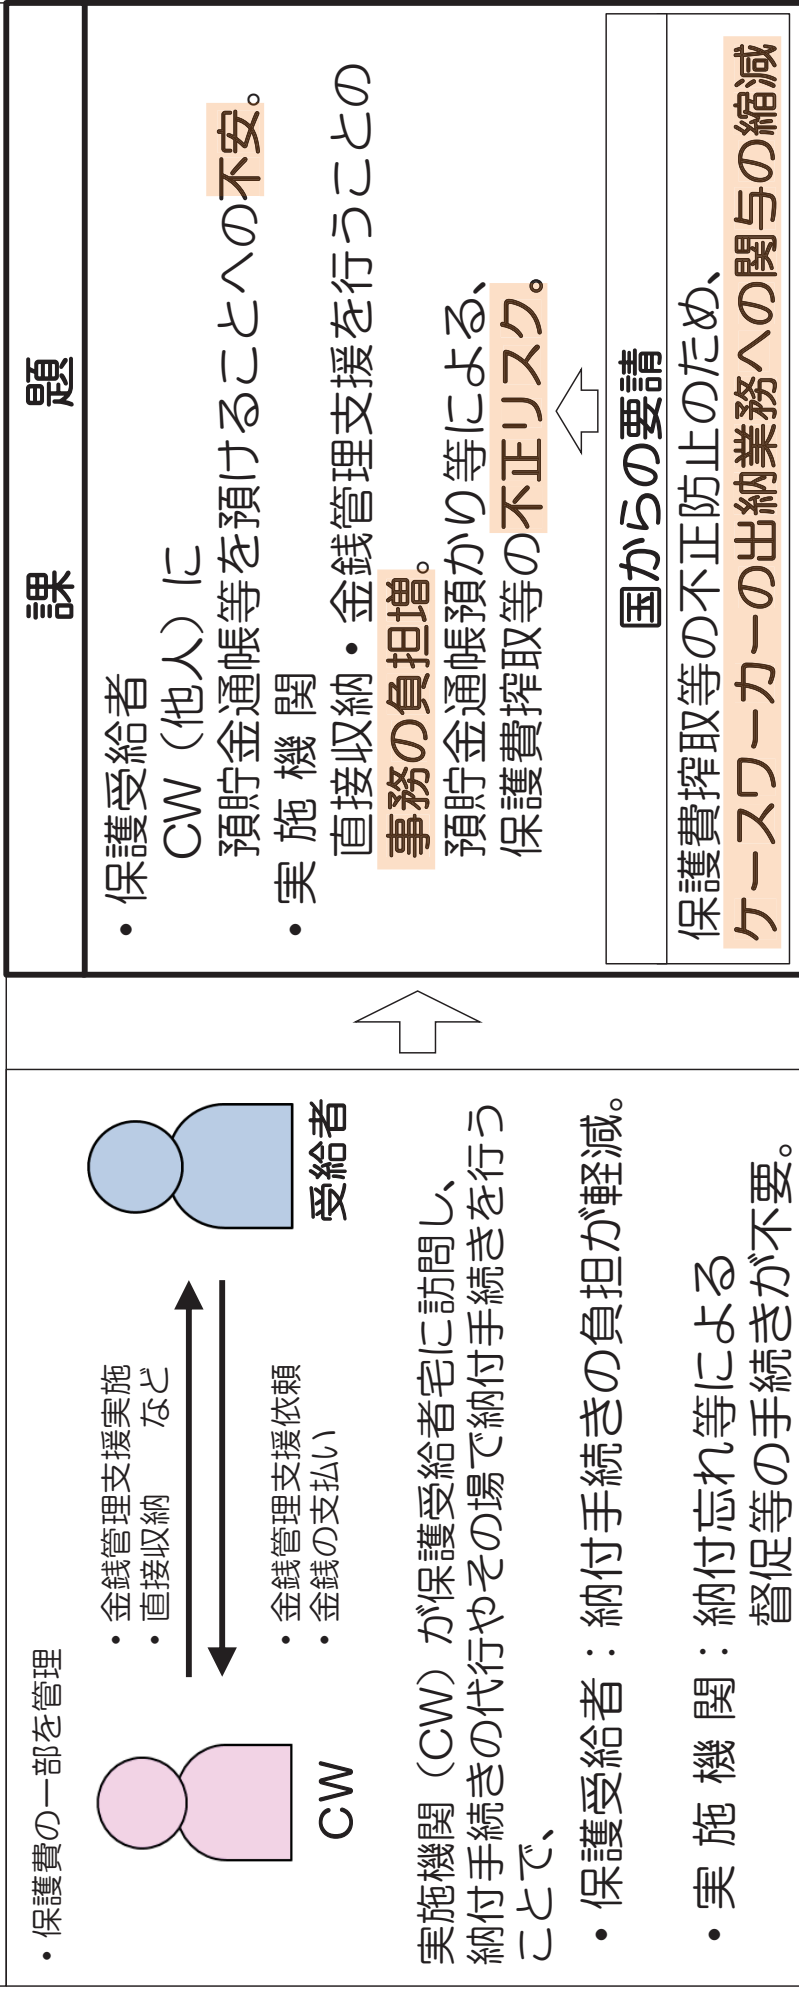 ・保護費の一部を管理
・金銭管理支援実施
・直接収納　など
・金銭管理支援依頼
・金銭の支払い
CW
受給者
実施機関（CW）が保護受給者宅に訪問し、
納付手続きの代行やその場で納付手続きを行う
ことで、
・保護受給者：納付手続きの負担が軽減。
・実施機関：納付忘れ等による
督促等の手続きが不要。
課　題
・保護受給者
CW（他人）に
預貯金通帳等を預けることへの不安。
・実施機関
直接収納・金銭管理支援を行うことの
事務の負担増。
預貯金通帳預かり等による、
保護費搾取等の不正リスク。
国からの要請
保護費搾取等の不正防止のため、
ケースワーカーの出納業務への関与の縮減